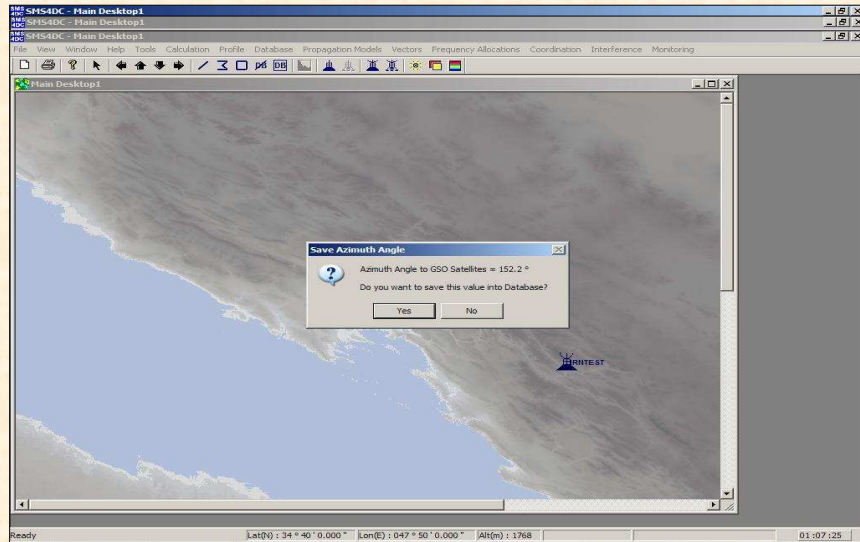 SMS4DC - Main Desktop1
SMS4DC - Main Desktop1
SMS4DC - Main Desktop1
File View Window Help Tools Calculation Profile Database Propagation Models Vectors Frequency Allocations Coordination Interference Monitoring
DB DB
Main Desktop1
Save Azimuth Angle
Azimuth Angle to GSO Satellites = 152.2 °
Do you want to save this value into Database?
Yes No
RNTEST
Ready Lat(N) : 34 ° 40 ' 0.000 " Lon(E) : 047 ° 50 ' 0.000 " Alt(m) : 1768 01:07:25